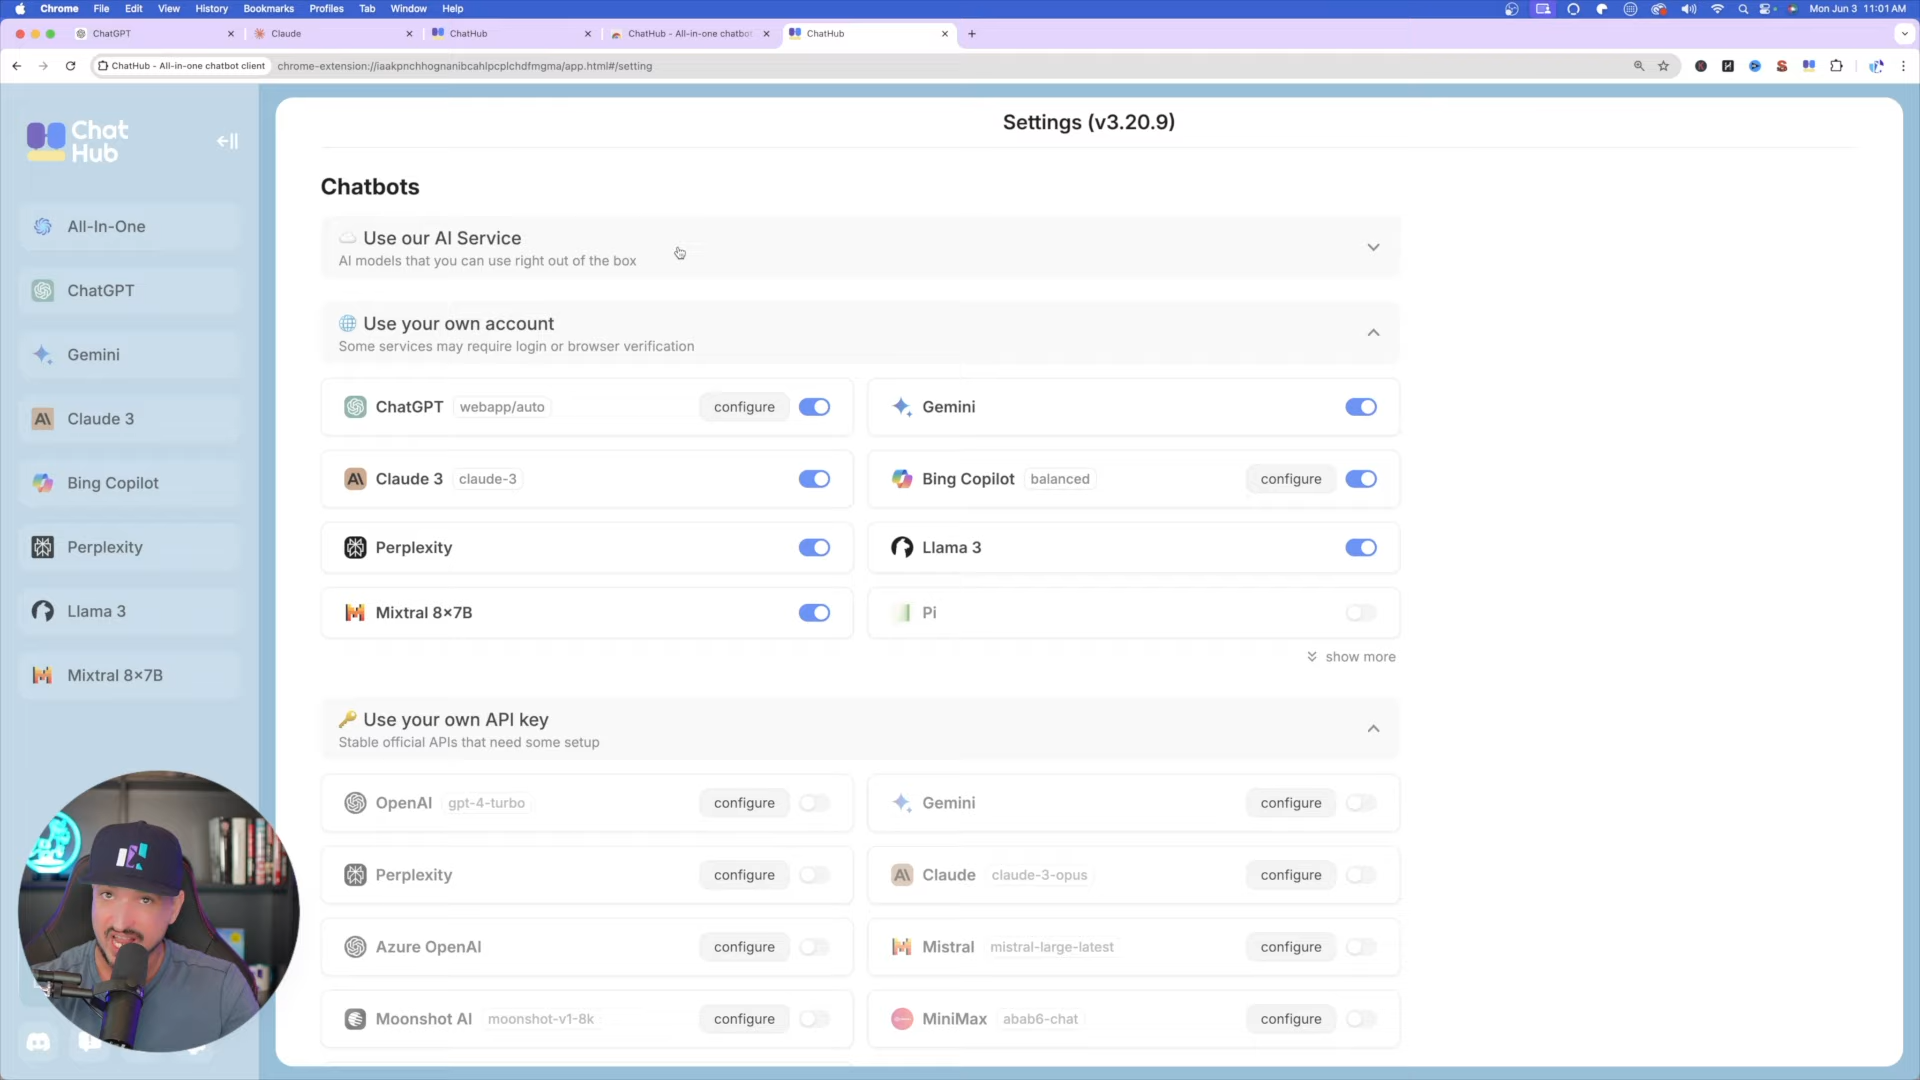 Chrome File Edit View History Bookmarks Profiles Tab Window Help
Mon Jun 3 11:01 AM
ChatGPT
Claude
ChatHub
ChatHub - All-in-one chatbot
ChatHub
ChatHub - All-in-one chatbot client
chrome-extension://iaakpnchhognanibcahlpcplchdfmgma/app.html#/setting
Chat
Hub
All-In-One
ChatGPT
Gemini
Claude 3
Bing Copilot
Perplexity
Llama 3
Mixtral 8x7B
Settings (v3.20.9)
Chatbots
Use our AI Service
AI models that you can use right out of the box
Use your own account
Some services may require login or browser verification
ChatGPT webapp/auto configure
Gemini
Claude 3 claude-3
Bing Copilot balanced configure
Perplexity
Llama 3
Mixtral 8x7B
Pi
show more
Use your own API key
Stable official APIs that need some setup
OpenAI gpt-4-turbo configure
Gemini configure
Perplexity configure
Claude claude-3-opus configure
Azure OpenAI configure
Mistral mistral-large-latest configure
Moonshot AI moonshot-v1-8k configure
MiniMax abab6-chat configure